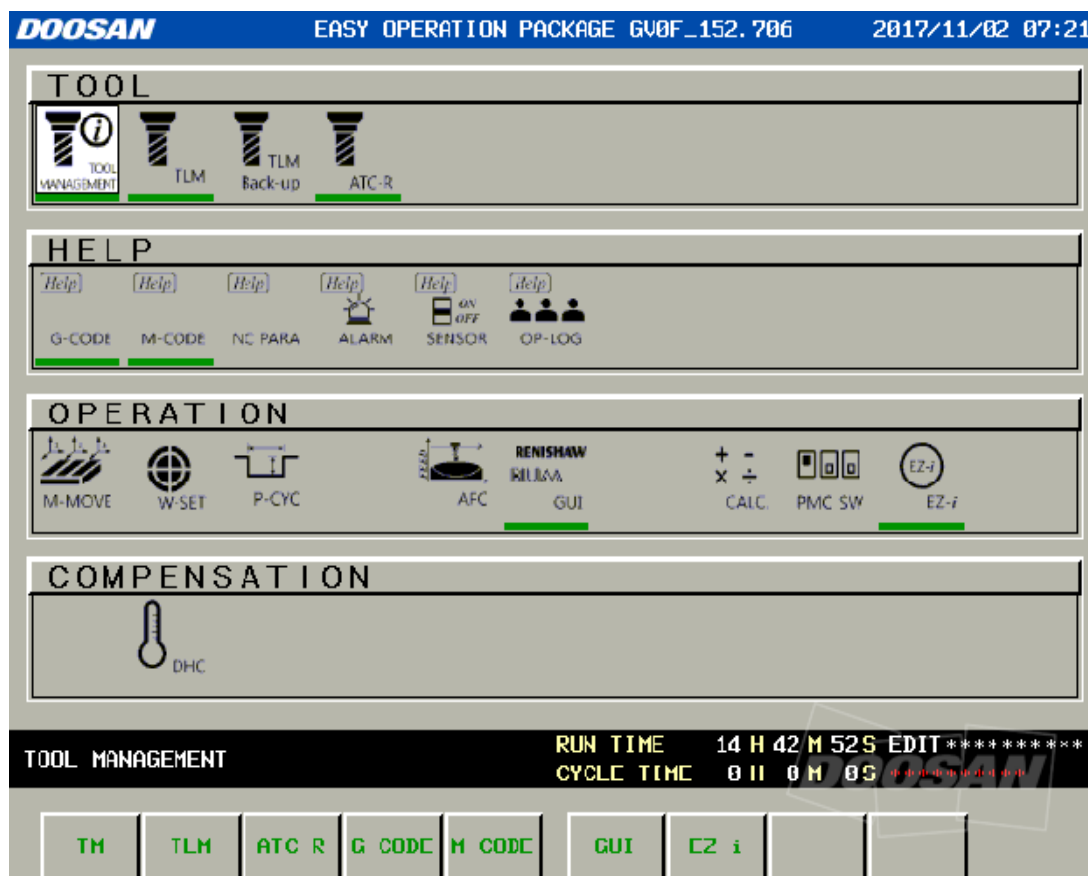 DOOSAN EASY OPERATION PACKAGE GV0F_152.706 2017/11/02 07:21
TOOL
i
TOOL MANAGEMENT
TLM
TLM Back-up
ATC-R
HELP
Help Help Help Help Help Help
ON
OFF
G-CODE M-CODE NC PARA ALARM SENSOR OP-LOG
OPERATION
FEED
RENISHAW
+ -
x ÷
EZ-i
M-MOVE W-SET P-CYC AFC GUI CALC. PMC SW EZ-i
COMPENSATION
DHC
TOOL MANAGEMENT
RUN TIME 14 H 42 M 52S EDIT **********
CYCLE TIME 0 H 0 M 0S **********
DOOSAN
TM TLM ATC R G CODE M CODE GUI EZ i